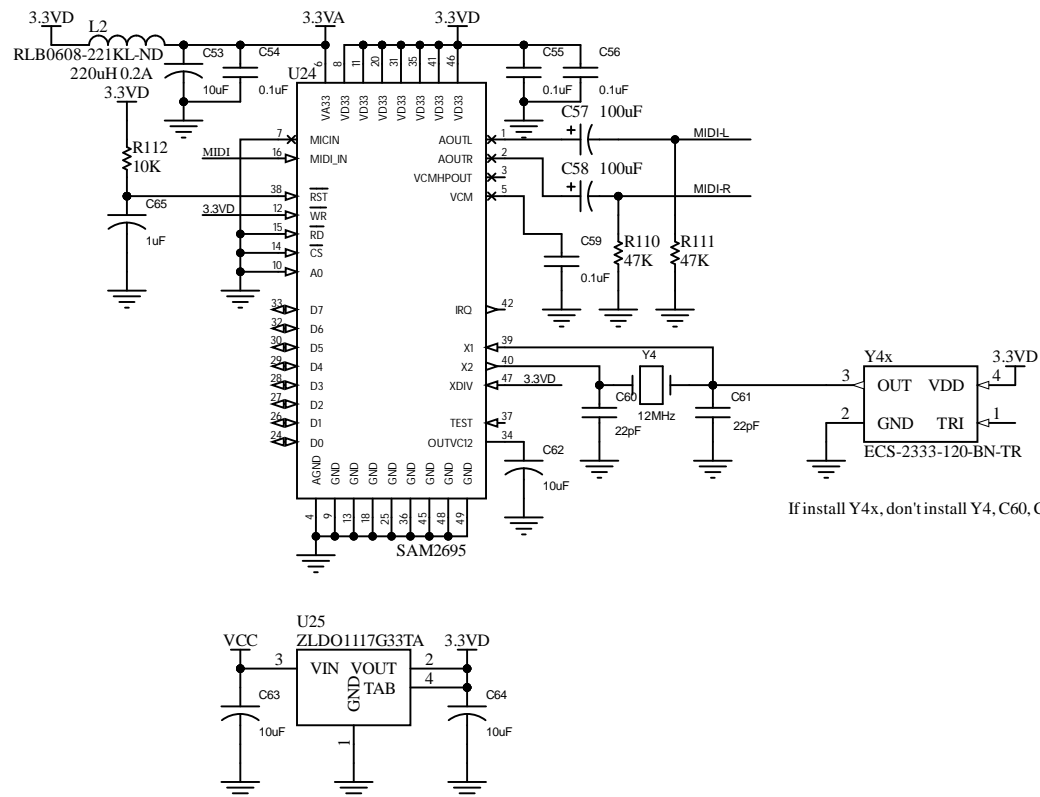 3.3VD
L2
RLB0608-221KL-ND
220uH 0.2A
C53
10uF
C54
0.1uF
3.3VA
3.3VD
C55
0.1uF
C56
0.1uF
3.3VD
R112
10K
C65
1uF
U24
6
8
11
20
31
35
41
46
VA33
VD33
VD33
VD33
VD33
VD33
VD33
VD33
7
MICIN
MIDI
16
MIDI_IN
38
RST
3.3VD
12
WR
15
RD
14
CS
10
A0
33
D7
32
D6
30
D5
29
D4
28
D3
27
D2
26
D1
24
D0
AOUTL
1
AOUTR
2
VCMHPOUT
3
VCM
5
IRQ
42
X1
39
X2
40
XDIV
47
3.3VD
TEST
37
OUTVC12
34
AGND
GND
GND
GND
GND
GND
GND
GND
GND
4
9
13
18
25
36
45
48
49
SAM2695
C57
100uF
+
MIDI-L
C58
100uF
+
MIDI-R
C59
0.1uF
R110
47K
R111
47K
Y4
12MHz
C60
22pF
C61
22pF
C62
10uF
Y4x
3.3VD
3
OUT
VDD
4
2
GND
TRI
1
ECS-2333-120-BN-TR
If install Y4x, don't install Y4, C60, C
U25
ZLDO1117G33TA
VCC
3
VIN
VOUT
2
TAB
4
GND
1
3.3VD
C63
10uF
C64
10uF